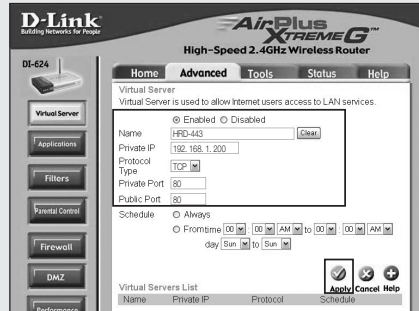 D-Link
Building Networks for People
AirPlus
XTREME G™
High-Speed 2.4GHz Wireless Router
DI-624
Home Advanced Tools Status Help
Virtual Server
Virtual Server is used to allow Internet users access to LAN services.
Enabled Disabled
Name HRD-443 Clear
Private IP 192. 168. 1. 200
Protocol Type TCP
Private Port 80
Public Port 80
Schedule Always
From time 00 : 00 AM to 00 : 00 AM
day Sun to Sun
Apply Cancel Help
Virtual Servers List
Name Private IP Protocol Schedule
Virtual Server
Applications
Filters
Parental Control
Firewall
DMZ
Performance